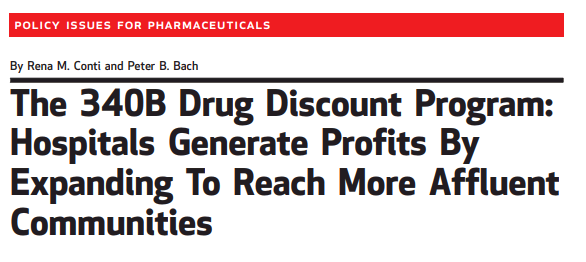 POLICY ISSUES FOR PHARMACEUTICALS
By Rena M. Conti and Peter B. Bach
The 340B Drug Discount Program:
Hospitals Generate Profits By
Expanding To Reach More Affluent
Communities